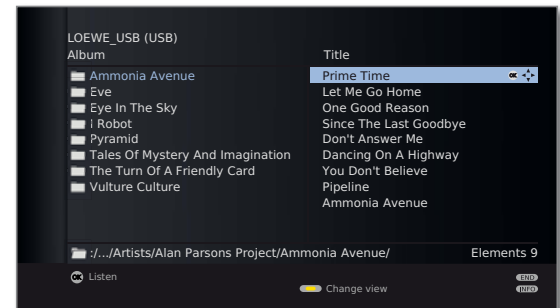 LOEWE_USB (USB)
Album
Title
Ammonia Avenue
Eve
Eye In The Sky
I Robot
Pyramid
Tales Of Mystery And Imagination
The Turn Of A Friendly Card
Vulture Culture
Prime Time OK
Let Me Go Home
One Good Reason
Since The Last Goodbye
Don't Answer Me
Dancing On A Highway
You Don't Believe
Pipeline
Ammonia Avenue
:/.../Artists/Alan Parsons Project/Ammonia Avenue/ Elements 9
OK Listen
END
Change view
INFO